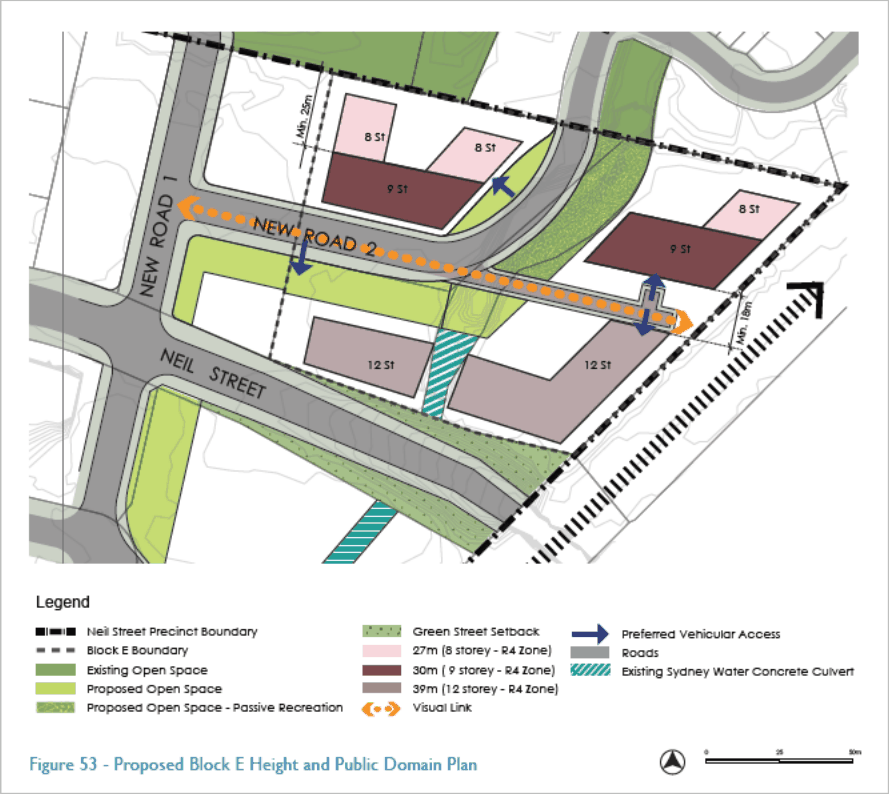 Min. 25m
8 St
8 St
9 St
8 St
9 St
NEW ROAD 1
NEW ROAD 2
Min. 18m
12 St
12 St
NEIL STREET
Legend
Neil Street Precinct Boundary
Block E Boundary
Existing Open Space
Proposed Open Space
Proposed Open Space - Passive Recreation
Green Street Setback
27m (8 storey - R4 Zone)
30m ( 9 storey - R4 Zone)
39m (12 storey - R4 Zone)
Visual Link
Preferred Vehicular Access
Roads
Existing Sydney Water Concrete Culvert
Figure 53 - Proposed Block E Height and Public Domain Plan
0 25 50m